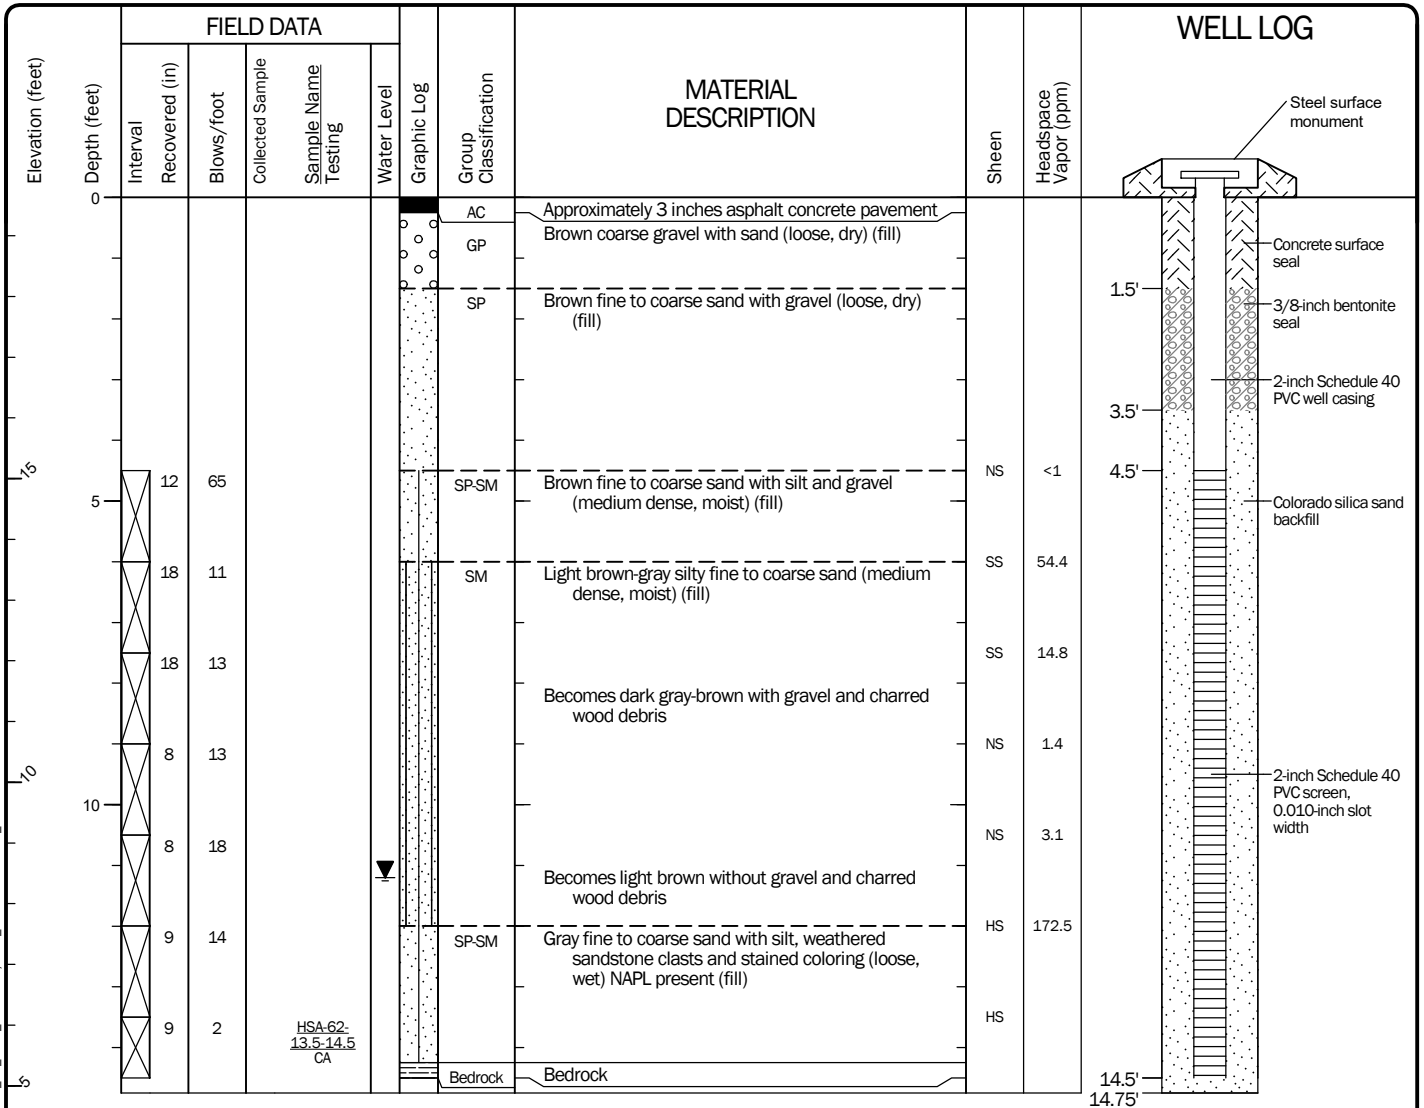 FIELD DATA
WELL LOG
Elevation (feet)
Depth (feet)
Interval
Recovered (in)
Blows/foot
Collected Sample
Sample Name
Testing
Water Level
Graphic Log
Group
Classification
MATERIAL
DESCRIPTION
Sheen
Headspace
Vapor (ppm)
Steel surface
monument
0
AC
Approximately 3 inches asphalt concrete pavement
GP
Brown coarse gravel with sand (loose, dry) (fill)
Concrete surface
seal
1.5'
SP
Brown fine to coarse sand with gravel (loose, dry)
(fill)
3/8-inch bentonite
seal
2-inch Schedule 40
PVC well casing
3.5'
15
12 65
SP-SM
Brown fine to coarse sand with silt and gravel
(medium dense, moist) (fill)
NS <1
4.5'
5
Colorado silica sand
backfill
18 11
SM
Light brown-gray silty fine to coarse sand (medium
dense, moist) (fill)
SS 54.4
18 13
SS 14.8
Becomes dark gray-brown with gravel and charred
wood debris
8 13
NS 1.4
10
2-inch Schedule 40
PVC screen,
0.010-inch slot
width
10
8 18
NS 3.1
Becomes light brown without gravel and charred
wood debris
9 14
SP-SM
Gray fine to coarse sand with silt, weathered
sandstone clasts and stained coloring (loose,
wet) NAPL present (fill)
HS 172.5
9 2
HSA-62-
13.5-14.5
CA
HS
5
Bedrock
Bedrock
14.5'
14.75'